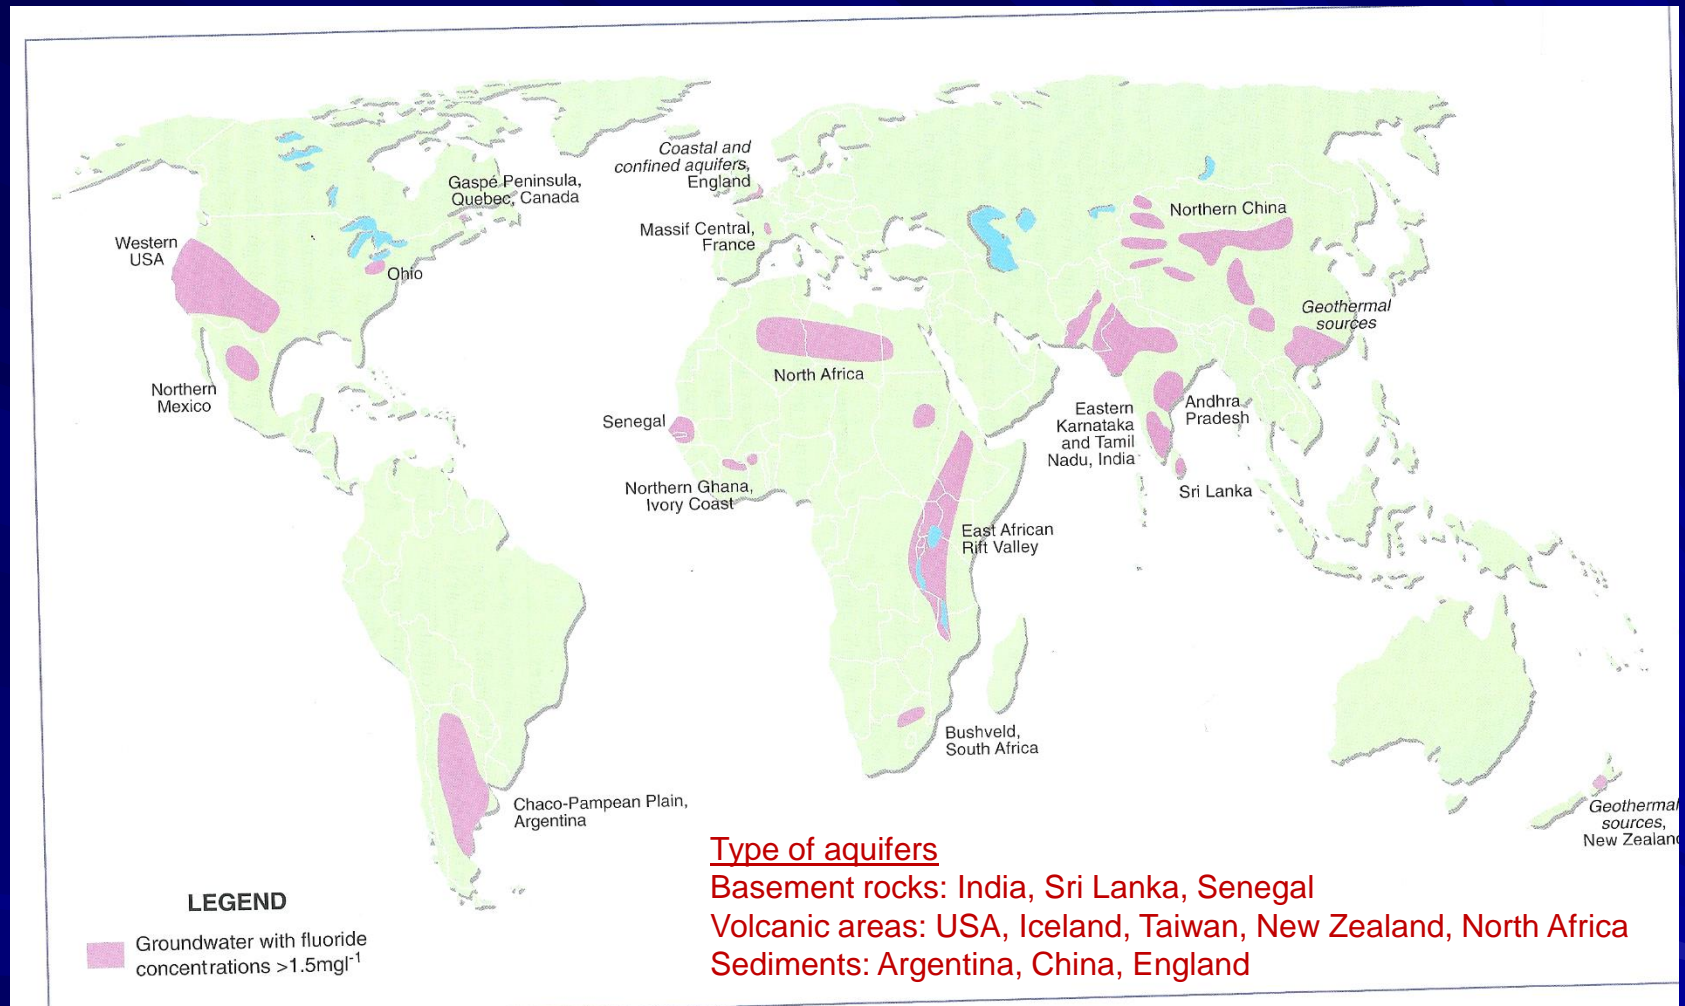 Coastal and
confined aquifers,
England
Gaspé Peninsula,
Quebec, Canada
Northern China
Massif Central,
France
Western
USA
Ohio
Geothermal
sources
North Africa
Northern
Mexico
Senegal
Eastern
Karnataka
and Tamil
Nadu, India
Andhra
Pradesh
Northern Ghana,
Ivory Coast
Sri Lanka
East African
Rift Valley
Bushveld,
South Africa
Chaco-Pampean Plain,
Argentina
Geothermal
sources,
New Zealand
Type of aquifers
Basement rocks: India, Sri Lanka, Senegal
Volcanic areas: USA, Iceland, Taiwan, New Zealand, North Africa
Sediments: Argentina, China, England
LEGEND
Groundwater with fluoride
concentrations >1.5mgl⁻¹